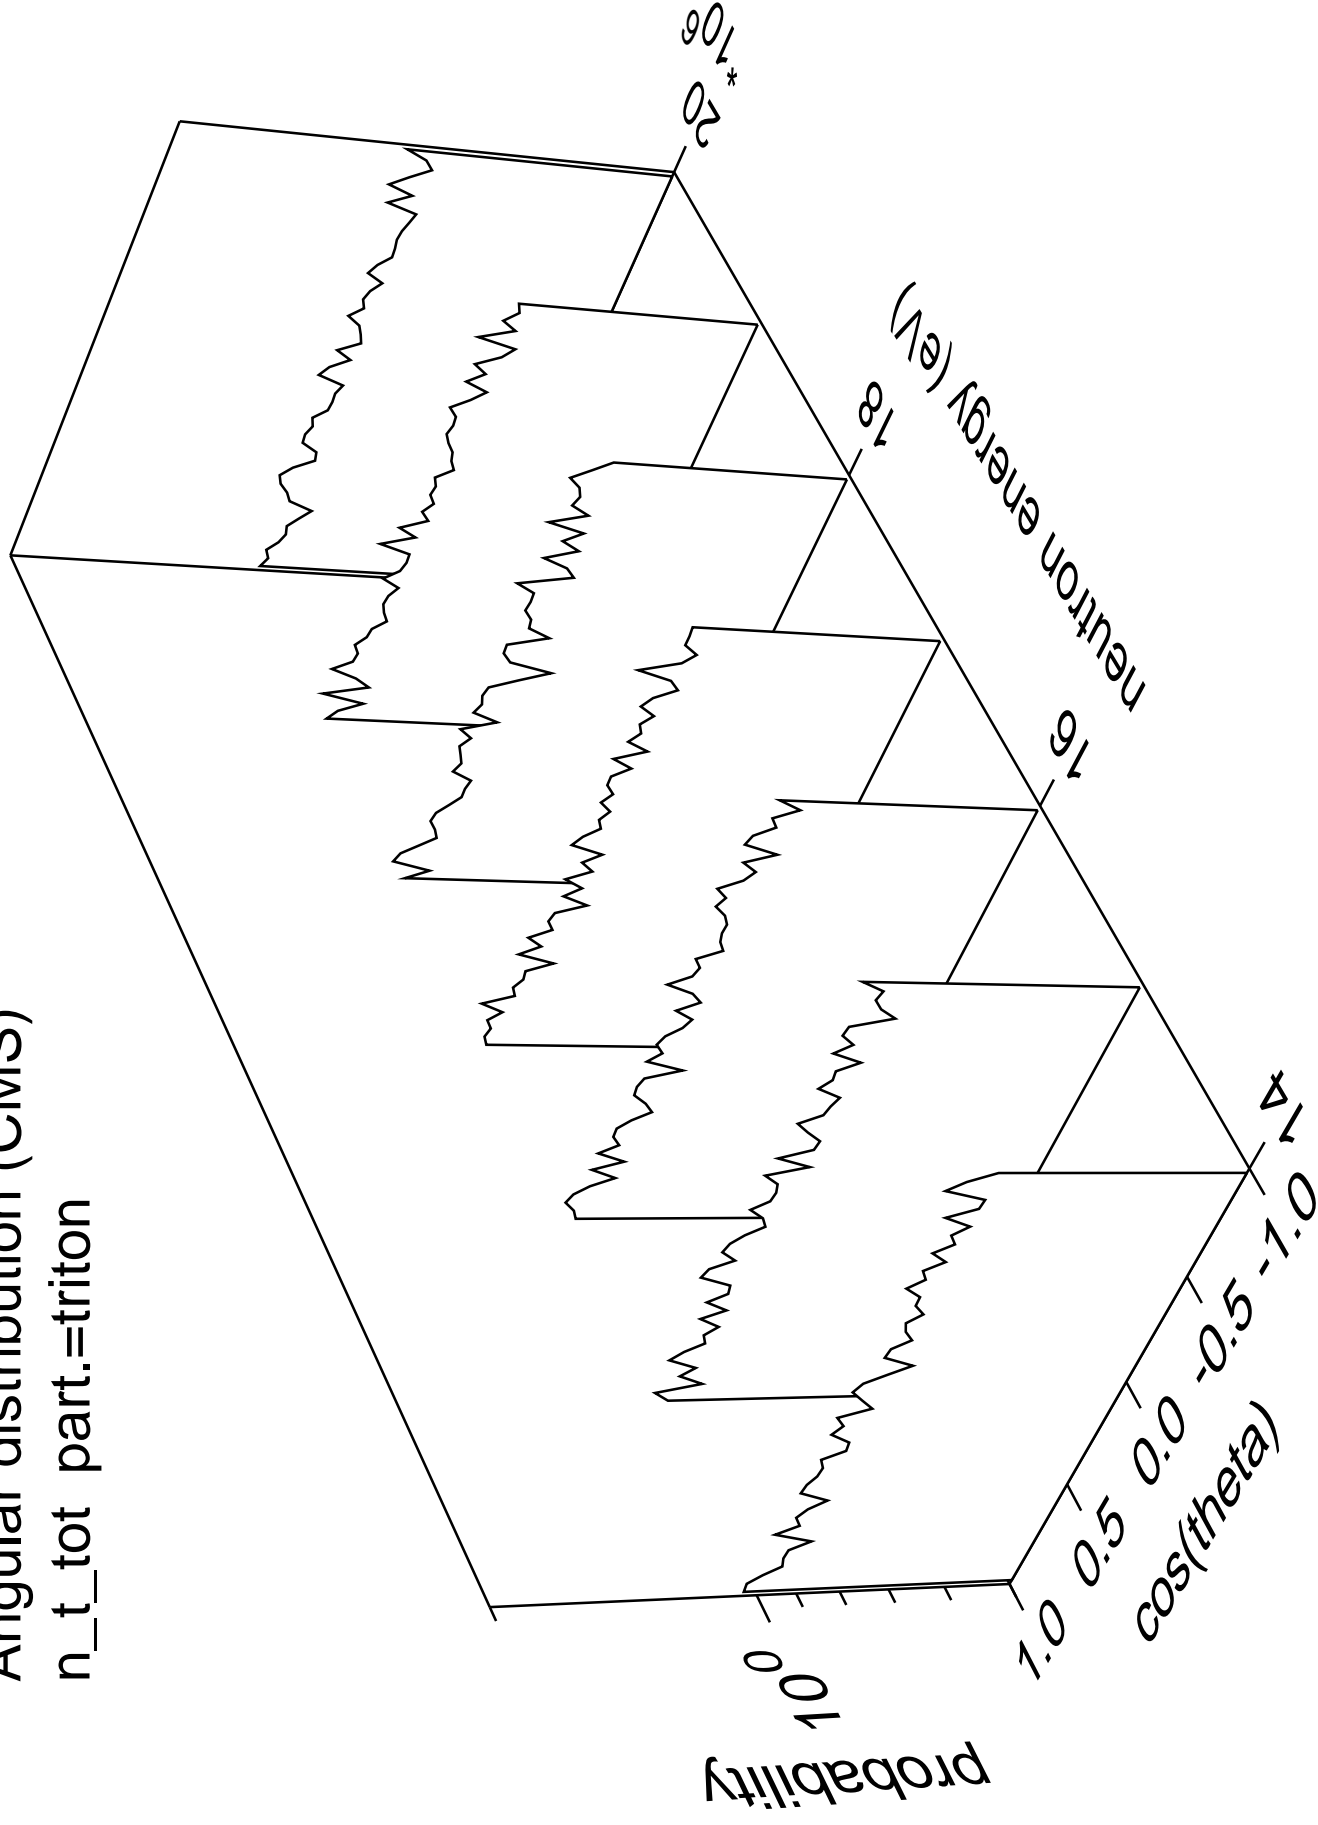 Angular distribution (CMS)
n_t_tot part.=triton
probability
10^0
1.0 0.5 0.0 -0.5 -1.0
cos(theta)
14 16 18 20 *10^6
neutron energy (eV)